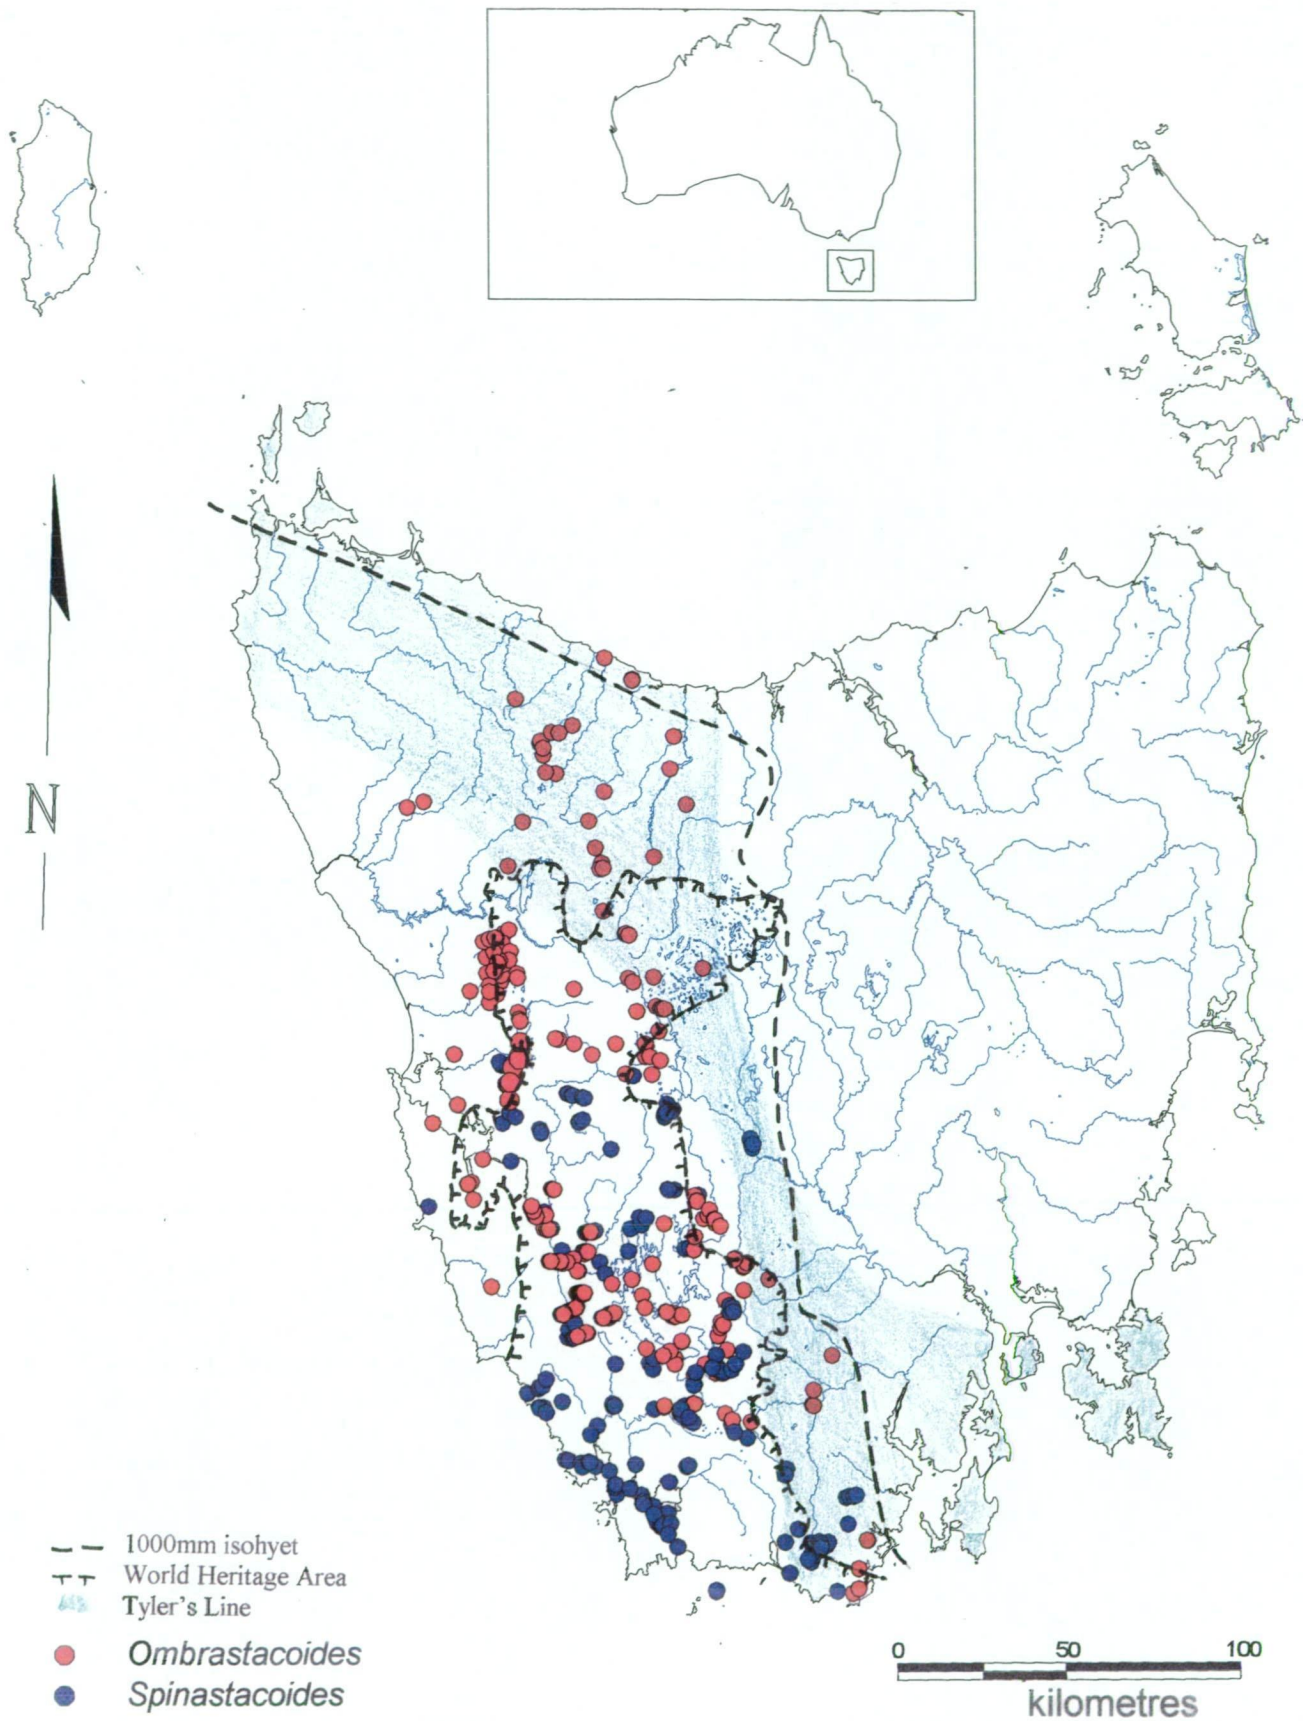 N
1000mm isohyet
World Heritage Area
Tyler's Line
Ombrastacoides
Spinastacoides
0 50 100
kilometres